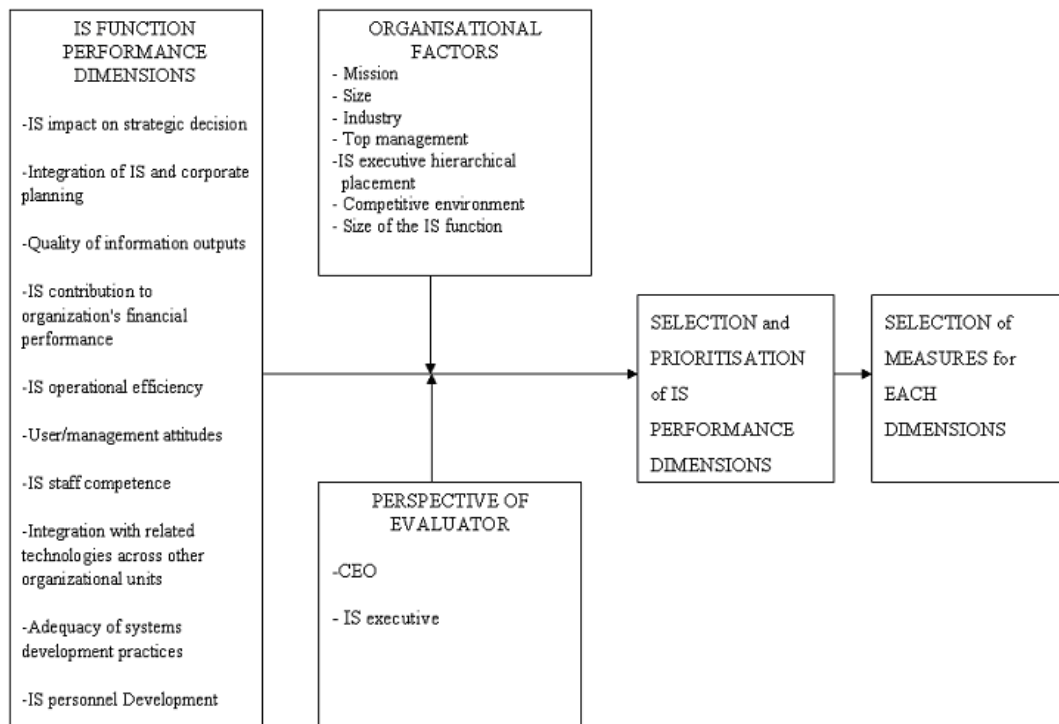 IS FUNCTION
PERFORMANCE
DIMENSIONS
-IS impact on strategic decision
-Integration of IS and corporate
planning
-Quality of information outputs
-IS contribution to
organization's financial
performance
-IS operational efficiency
-User/management attitudes
-IS staff competence
-Integration with related
technologies across other
organizational units
-Adequacy of systems
development practices
-IS personnel Development
ORGANISATIONAL
FACTORS
- Mission
- Size
- Industry
- Top management
-IS executive hierarchical
placement
- Competitive environment
- Size of the IS function
PERSPECTIVE OF
EVALUATOR
-CEO
- IS executive
SELECTION and
PRIORITISATION
of IS
PERFORMANCE
DIMENSIONS
SELECTION of
MEASURES for
EACH
DIMENSIONS